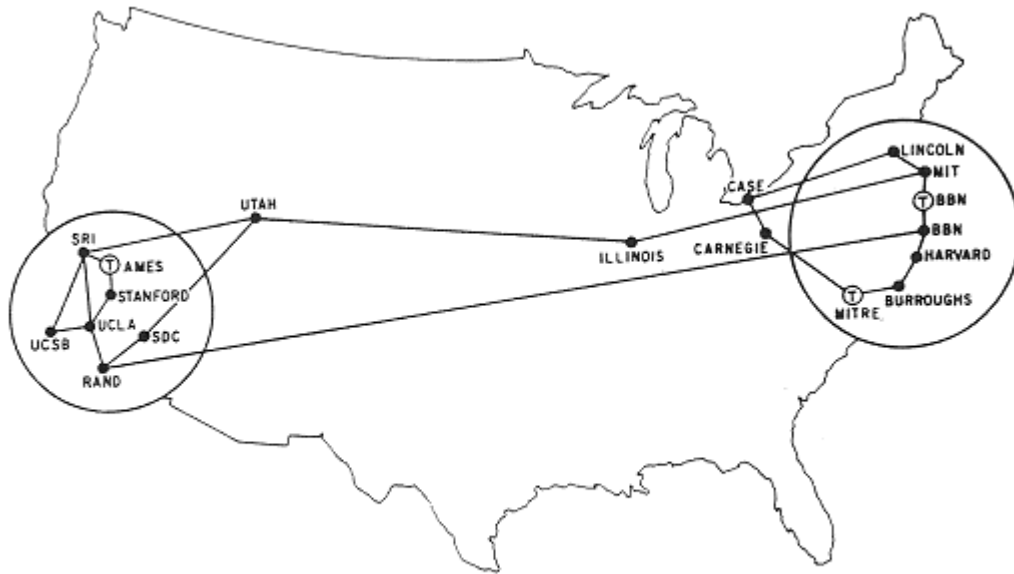 LINCOLN
MIT
CASE
T BBN
UTAH
BBN
SRI
CARNEGIE
ILLINOIS
HARVARD
T AMES
STANFORD
T
BURROUGHS
MITRE
UCLA
SDC
UCSB
RAND